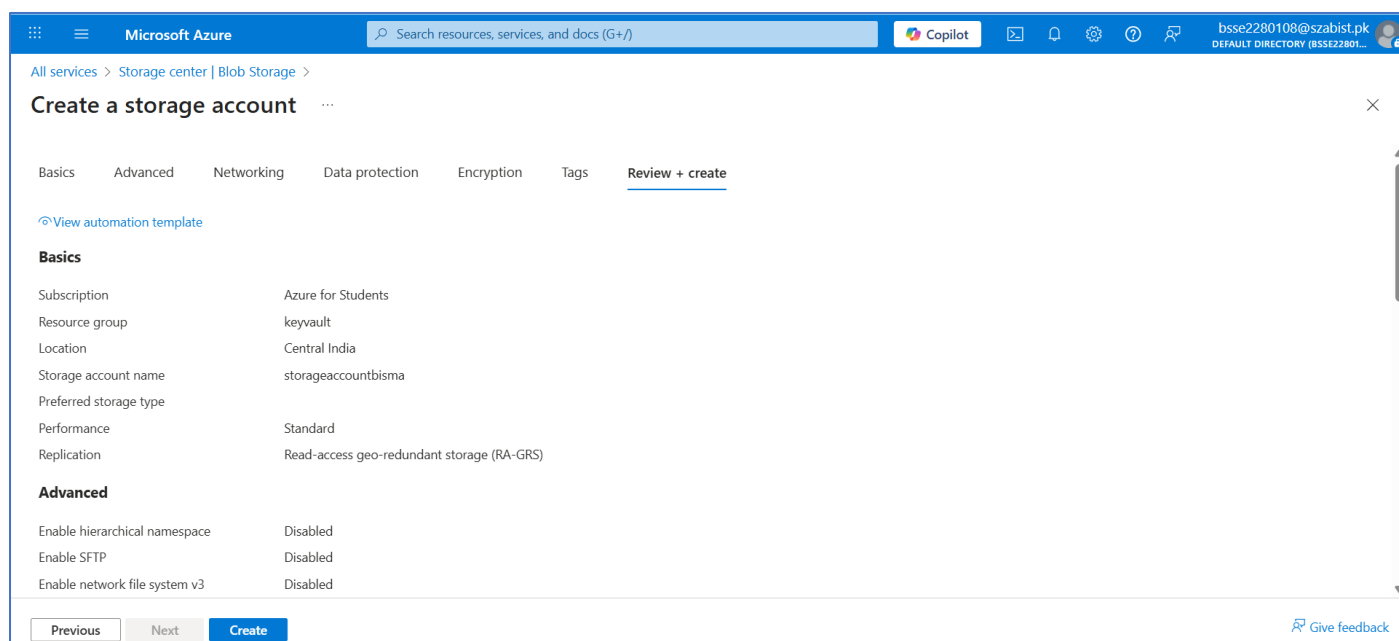 Microsoft Azure
Search resources, services, and docs (G+/)
Copilot
bsse2280108@szabist.pk
DEFAULT DIRECTORY (BSSE22801...
All services > Storage center | Blob Storage >
Create a storage account ...
Basics Advanced Networking Data protection Encryption Tags Review + create
View automation template
Basics
Subscription Azure for Students
Resource group keyvault
Location Central India
Storage account name storageaccountbisma
Preferred storage type
Performance Standard
Replication Read-access geo-redundant storage (RA-GRS)
Advanced
Enable hierarchical namespace Disabled
Enable SFTP Disabled
Enable network file system v3 Disabled
Previous Next Create Give feedback